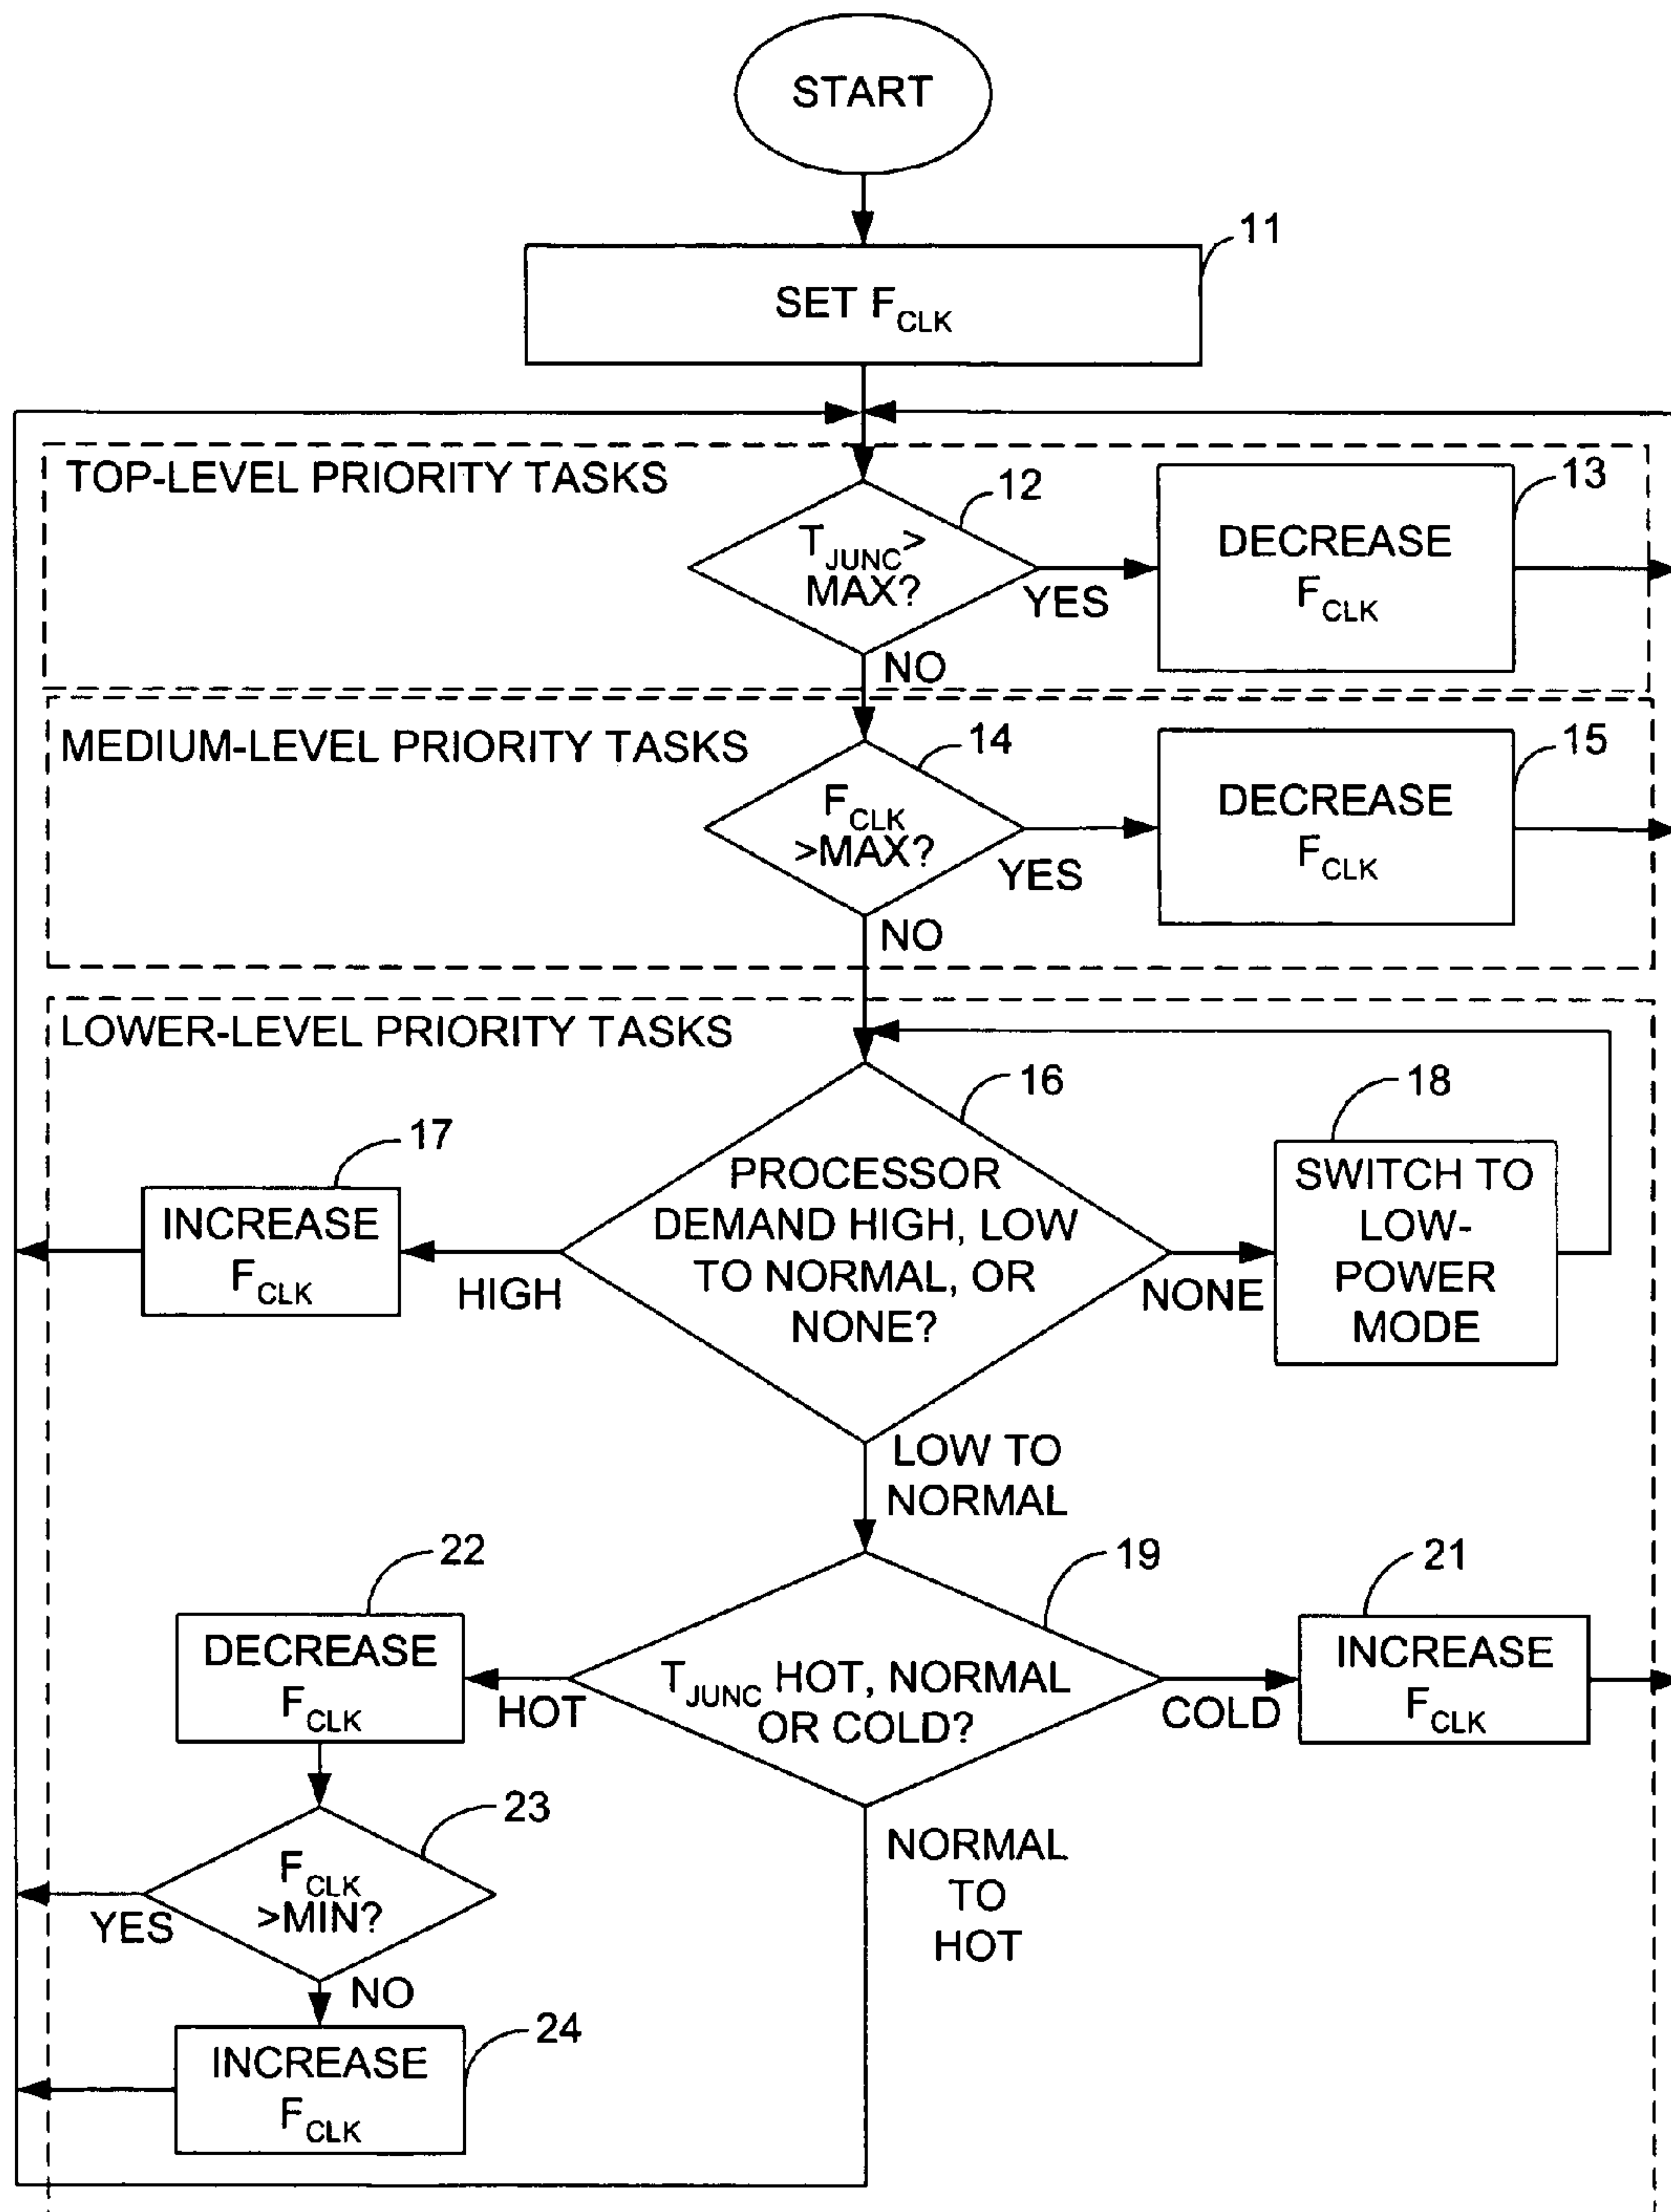 START
11
SET F_CLK
TOP-LEVEL PRIORITY TASKS
12
13
T_JUNC >
MAX?
YES
DECREASE
F_CLK
NO
MEDIUM-LEVEL PRIORITY TASKS
14
15
F_CLK
>MAX?
YES
DECREASE
F_CLK
NO
LOWER-LEVEL PRIORITY TASKS
16
18
17
PROCESSOR
DEMAND HIGH, LOW
TO NORMAL, OR
NONE?
INCREASE
F_CLK
HIGH
NONE
SWITCH TO
LOW-
POWER
MODE
LOW TO
NORMAL
22
19
21
DECREASE
F_CLK
HOT
T_JUNC HOT, NORMAL
OR COLD?
COLD
INCREASE
F_CLK
23
F_CLK
>MIN?
YES
NORMAL
TO
HOT
NO
24
INCREASE
F_CLK